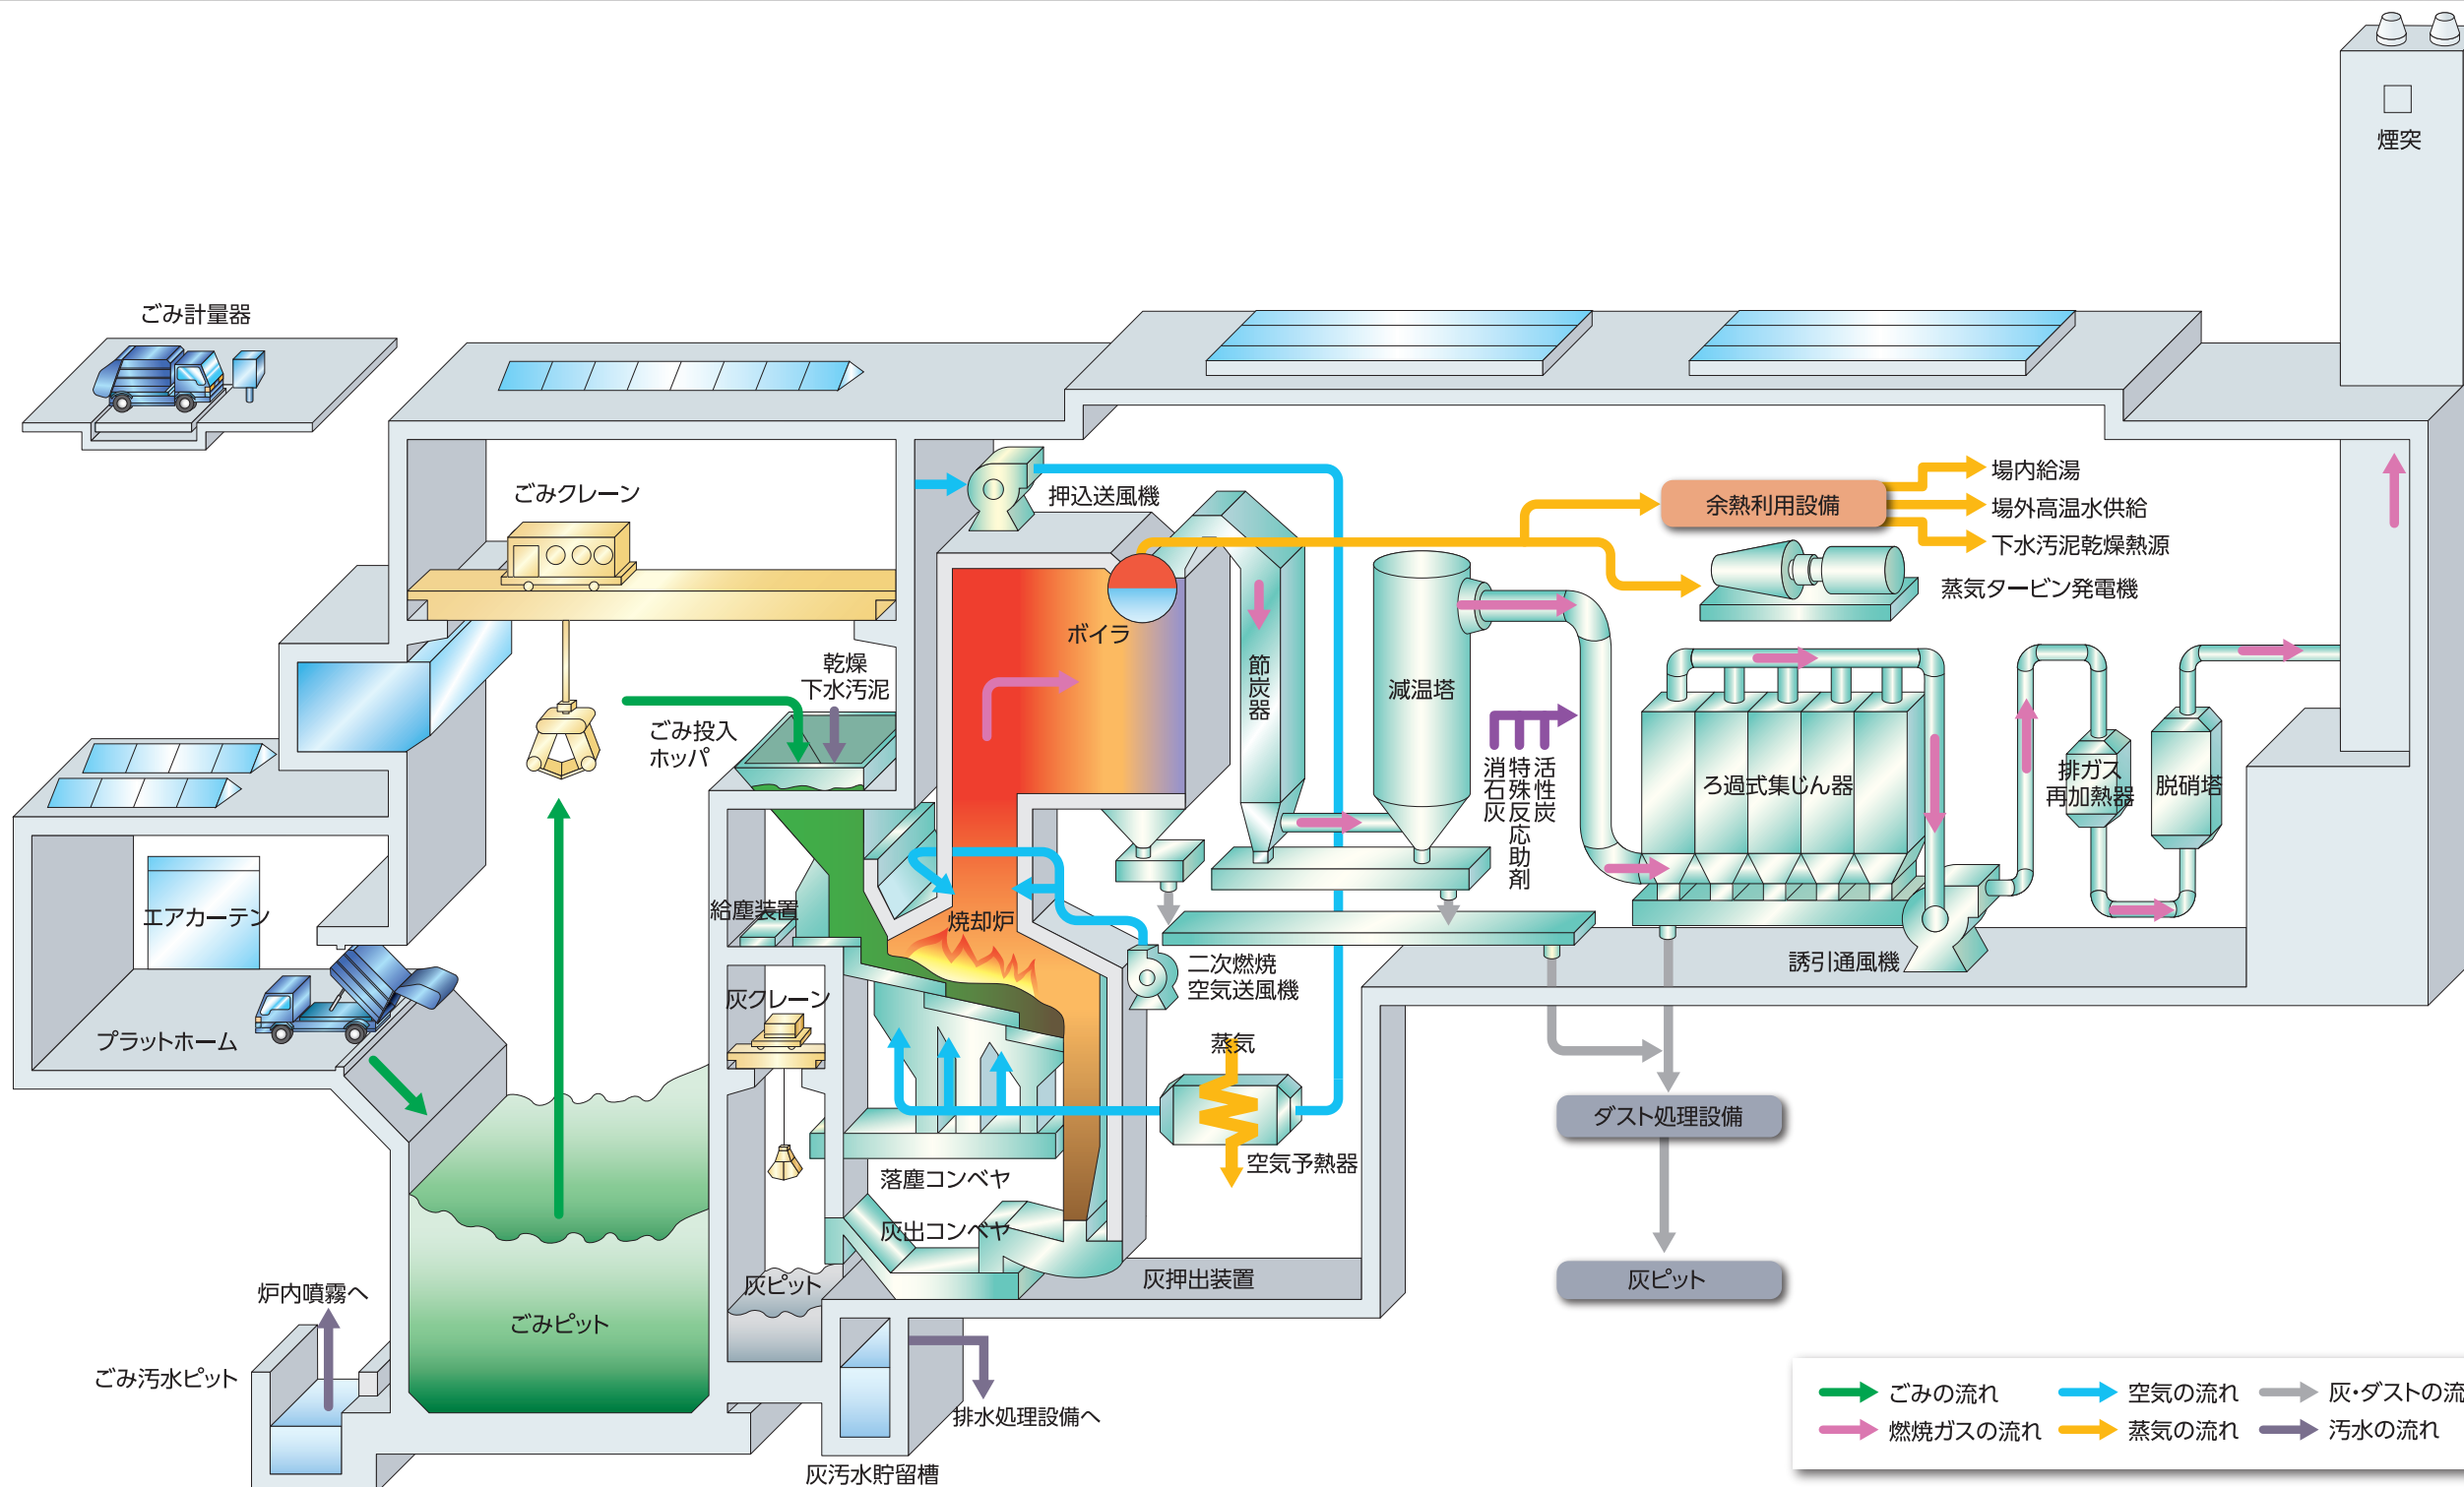 煙突
ごみ計量器
ごみクレーン
押込送風機
余熱利用設備
場内給湯
場外高温水供給
下水汚泥乾燥熱源
蒸気タービン発電機
ボイラ
乾燥
下水汚泥
節炭器
減温塔
ごみ投入
ホッパ
消石灰
特殊反応助剤
活性炭
ろ過式集じん器
排ガス
再加熱器
脱硝塔
エアカーテン
給塵装置
焼却炉
誘引通風機
二次燃焼
空気送風機
灰クレーン
プラットホーム
蒸気
ダスト処理設備
空気予熱器
落塵コンベヤ
灰出コンベヤ
灰ピット
灰押出装置
灰ピット
炉内噴霧へ
ごみピット
ごみ汚水ピット
排水処理設備へ
灰汚水貯留槽
ごみの流れ
空気の流れ
灰・ダストの流
燃焼ガスの流れ
蒸気の流れ
汚水の流れ